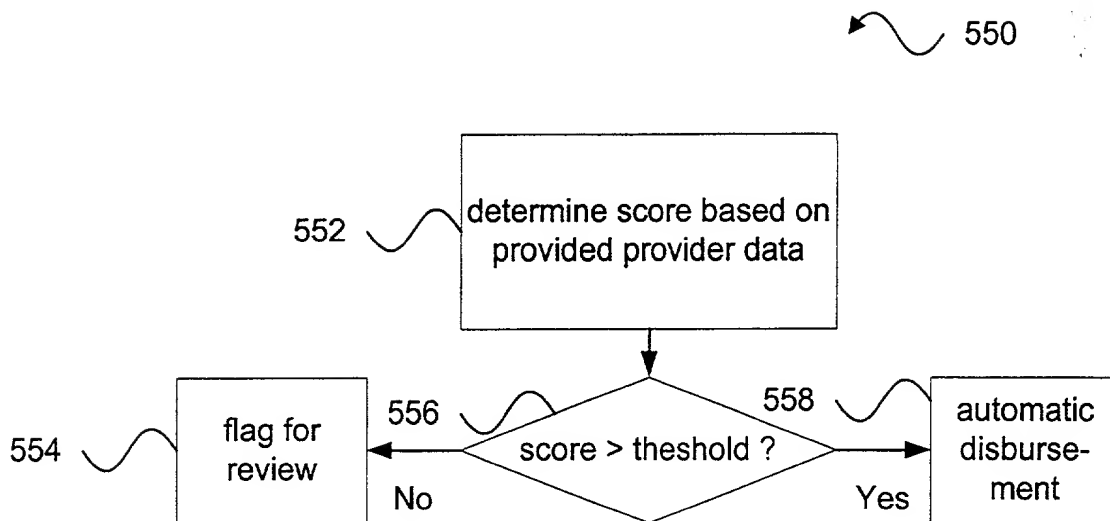 550
determine score based on
provided provider data
552
556
558
554
flag for
review
score > theshold ?
automatic
disburse-
ment
No
Yes